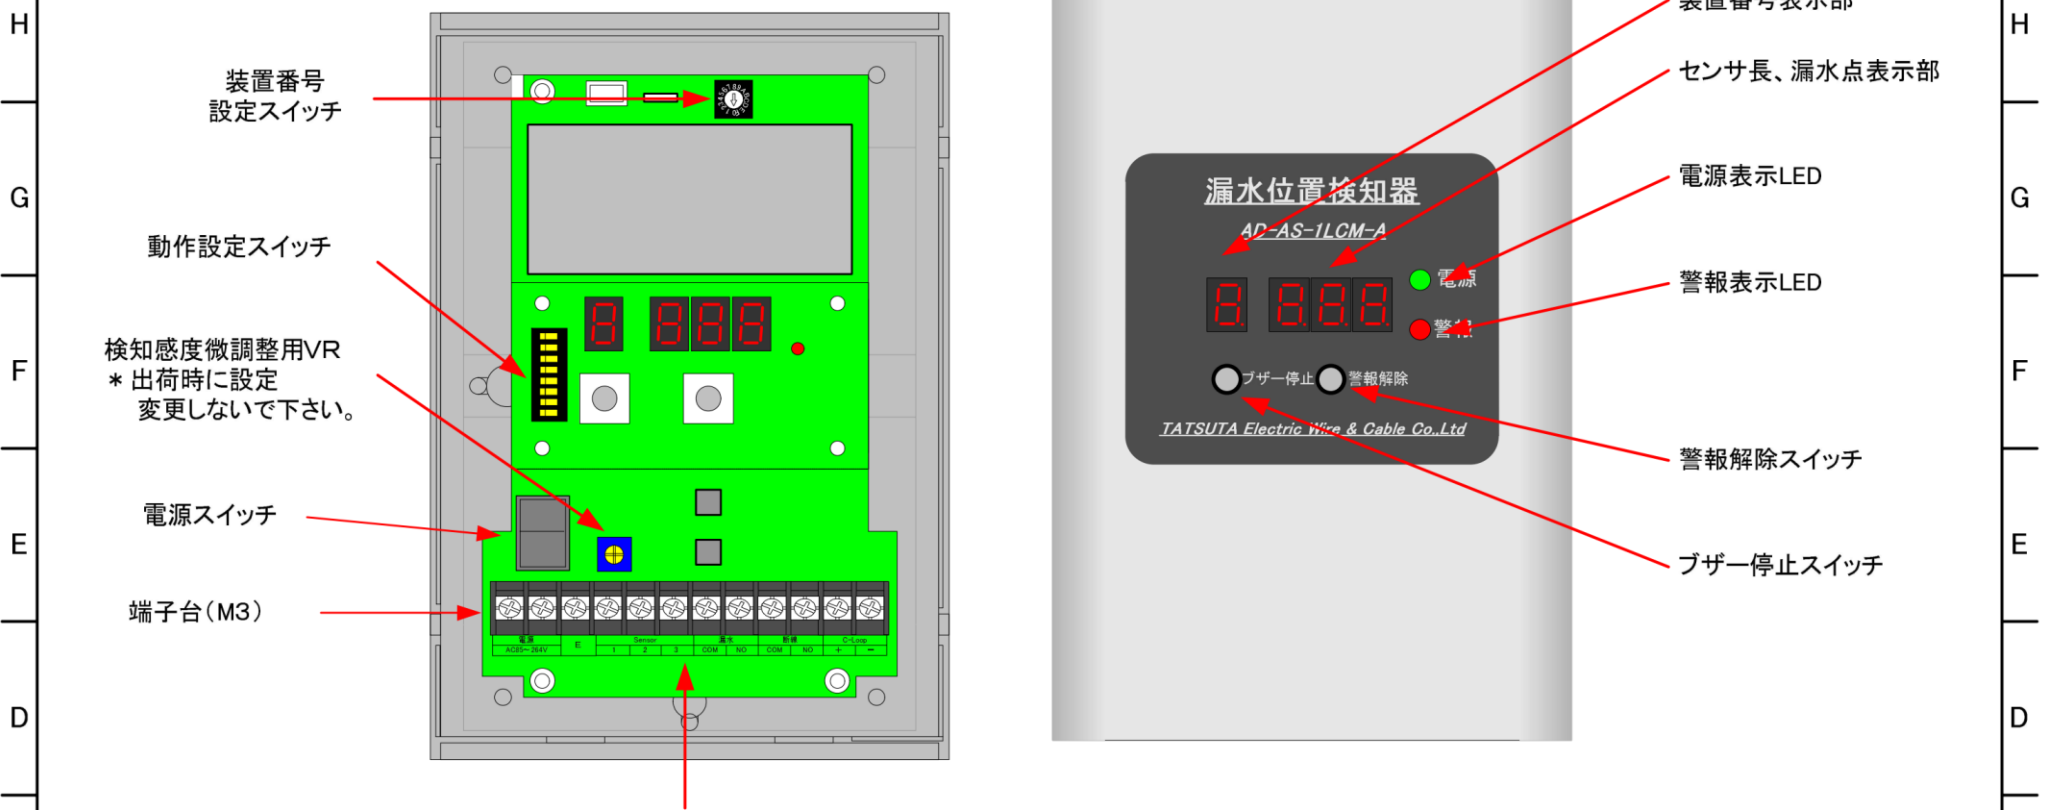 H
G
F
E
D
装置番号
設定スイッチ
動作設定スイッチ
検知感度微調整用VR
＊出荷時に設定
変更しないで下さい。
電源スイッチ
端子台（M3）
電源
AC85～264V
E
Sensor
1 2 3
漏水
COM NO
断線
COM NO
C-Loop
+ −
漏水位置検知器
AD-AS-1LCM-A
8. 8.8.8.
電源
警報
ブザー停止
警報解除
TATSUTA Electric Wire & Cable Co.,Ltd
装置番号表示部
センサ長、漏水点表示部
電源表示LED
警報表示LED
警報解除スイッチ
ブザー停止スイッチ
H
G
F
E
D